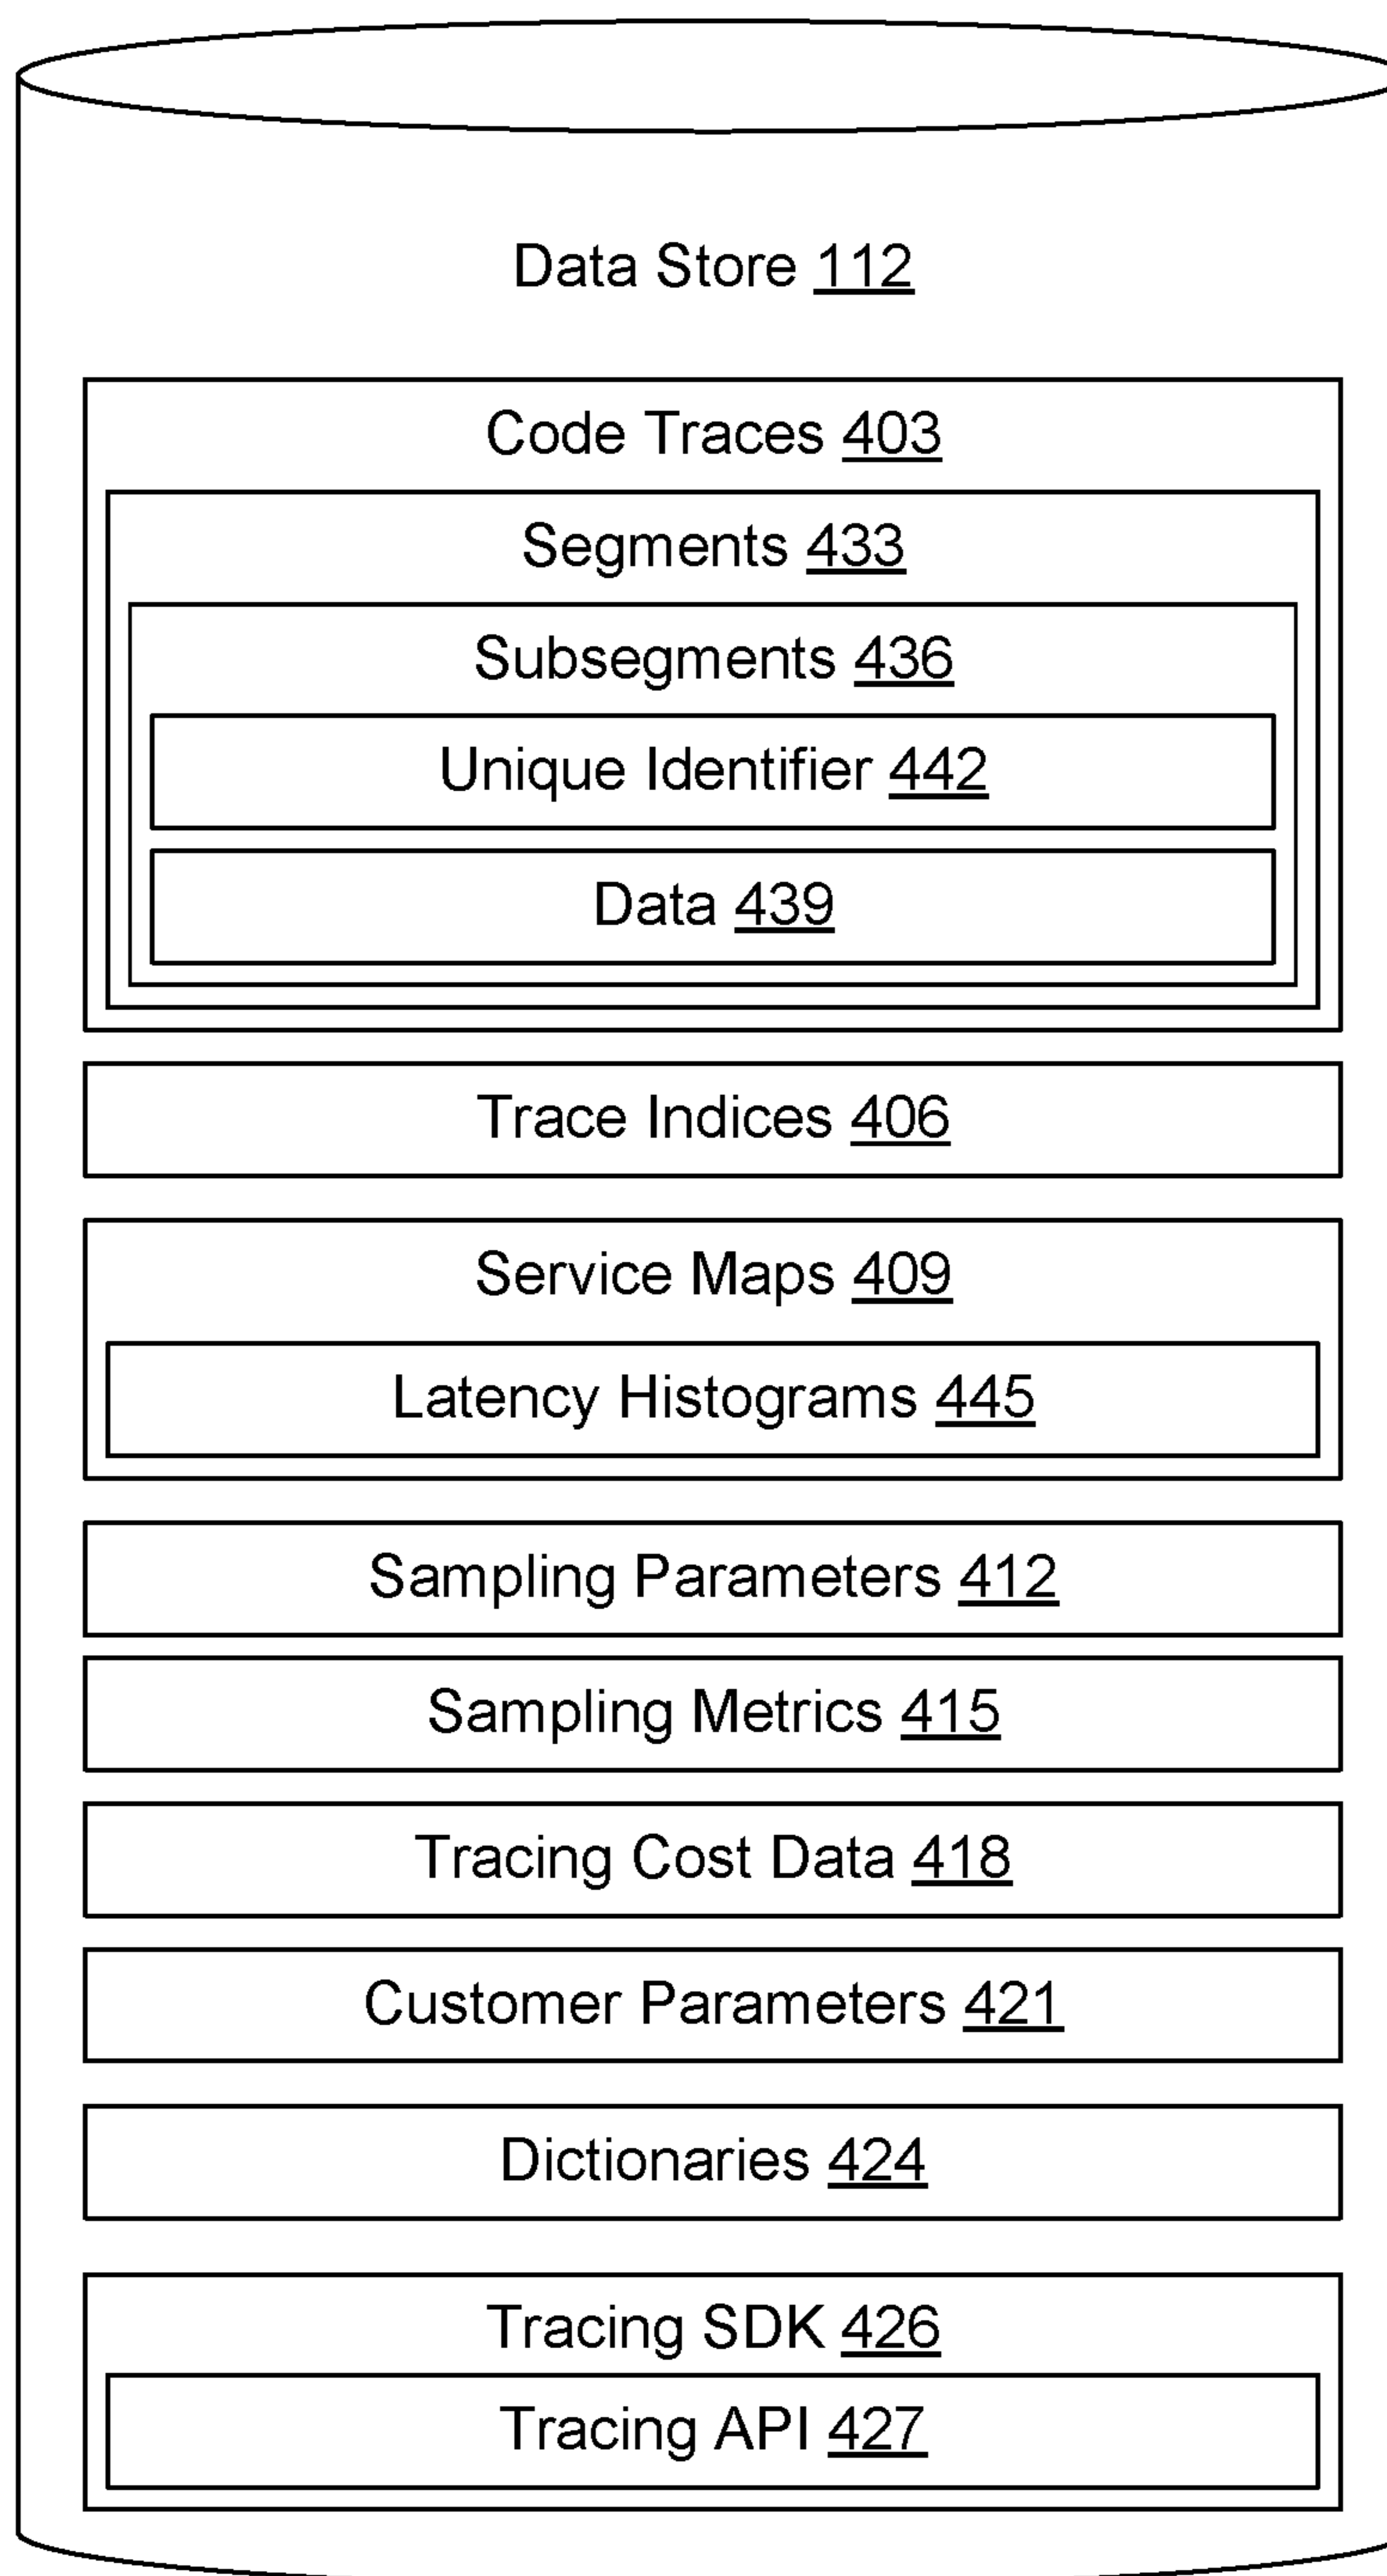 Data Store 112
Code Traces 403
Segments 433
Subsegments 436
Unique Identifier 442
Data 439
Trace Indices 406
Service Maps 409
Latency Histograms 445
Sampling Parameters 412
Sampling Metrics 415
Tracing Cost Data 418
Customer Parameters 421
Dictionaries 424
Tracing SDK 426
Tracing API 427